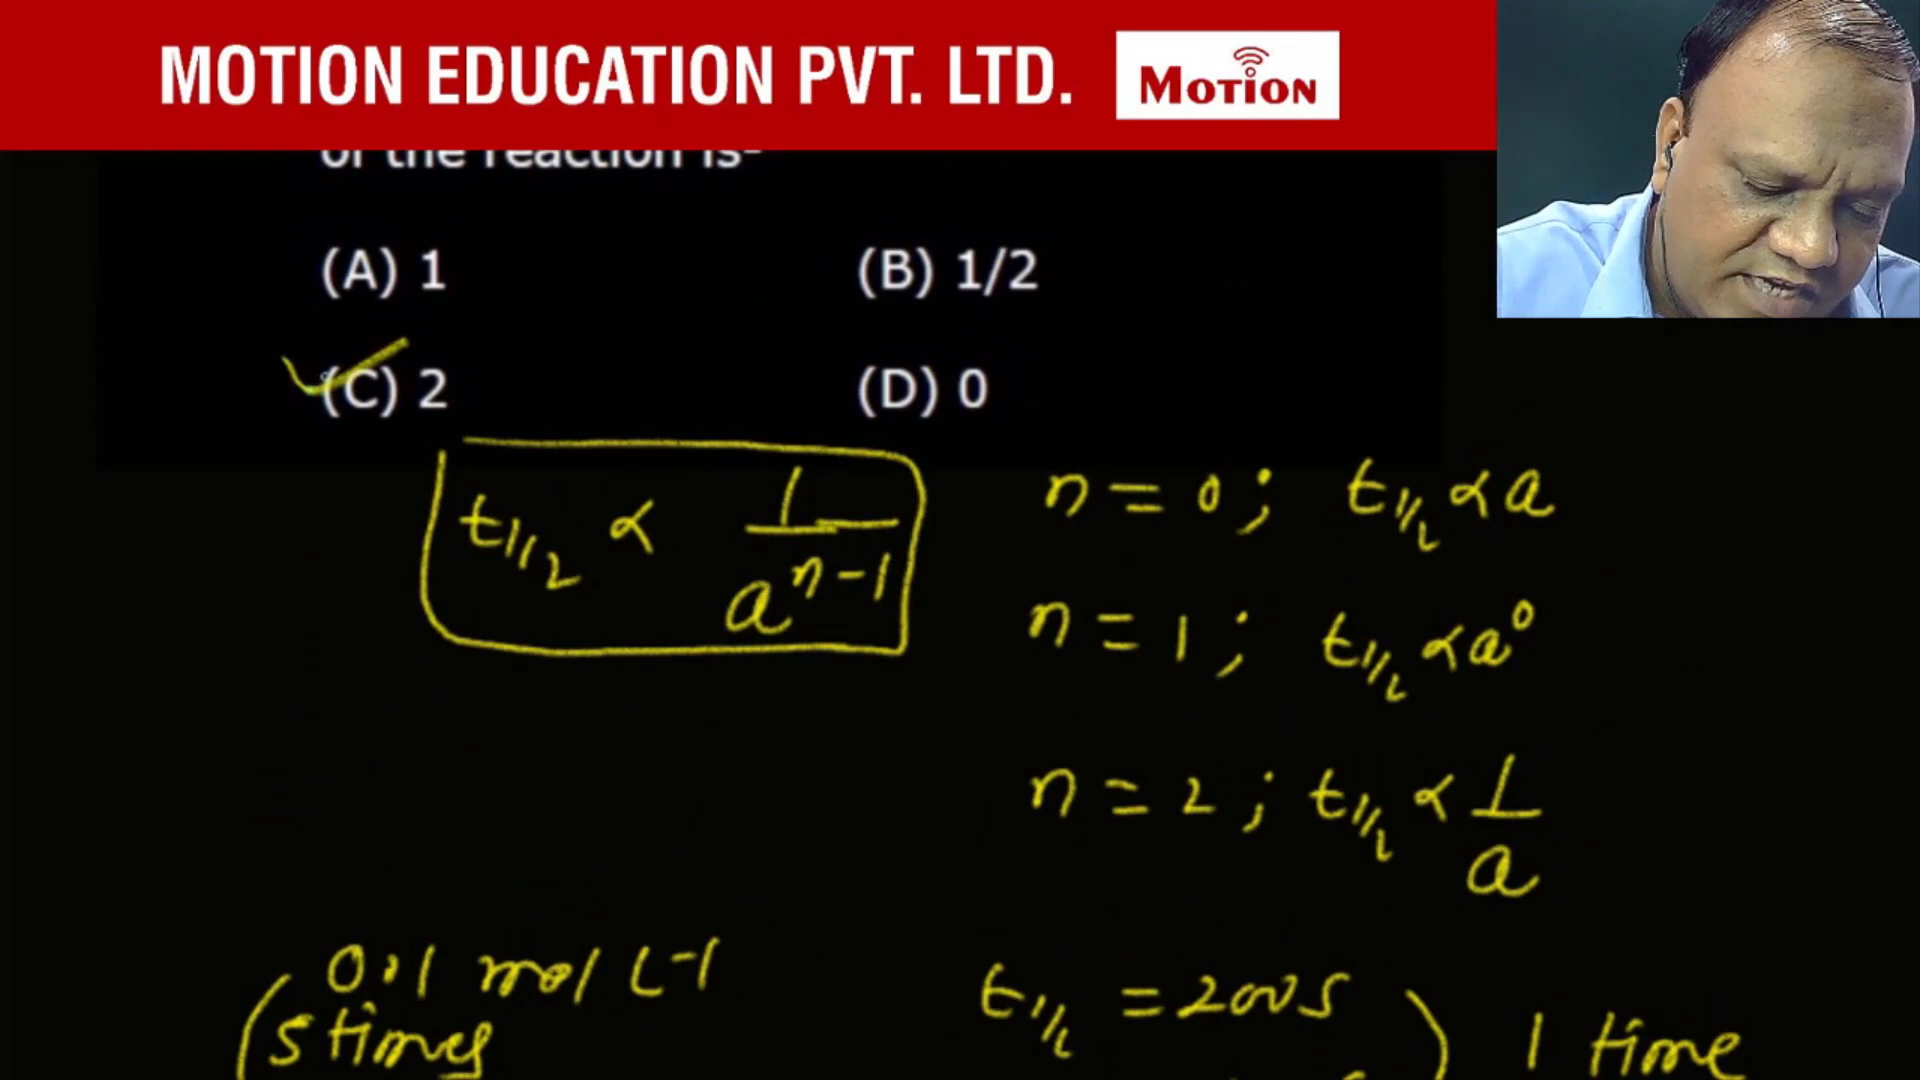 MOTION EDUCATION PVT. LTD.
MOTION
of the reaction is-
(A) 1
(B) 1/2
(C) 2
(D) 0
t1/2 ∝ 1/a^n-1
n = 0; t1/2 ∝ a
n = 1; t1/2 ∝ a⁰
n = 2; t1/2 ∝ 1/a
0.1 mol L-1
t1/2 = 200 s
5 times
1 time